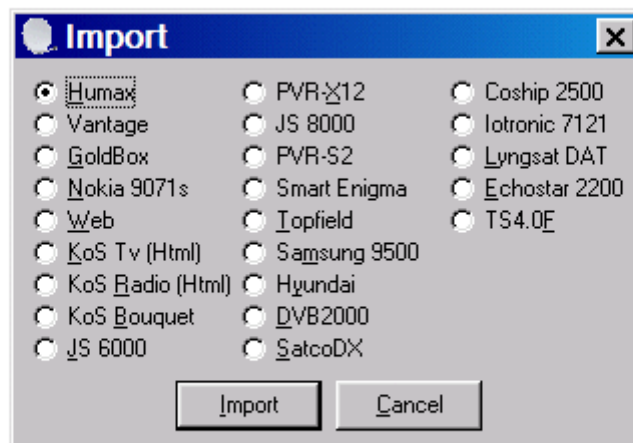 Import
Humax
Vantage
GoldBox
Nokia 9071s
Web
KoS Tv (Html)
KoS Radio (Html)
KoS Bouquet
JS 6000
PVR-X12
JS 8000
PVR-S2
Smart Enigma
Topfield
Samsung 9500
Hyundai
DVB2000
SatcoDX
Coship 2500
Iotronic 7121
Lyngsat DAT
Echostar 2200
TS4.0F
Import
Cancel